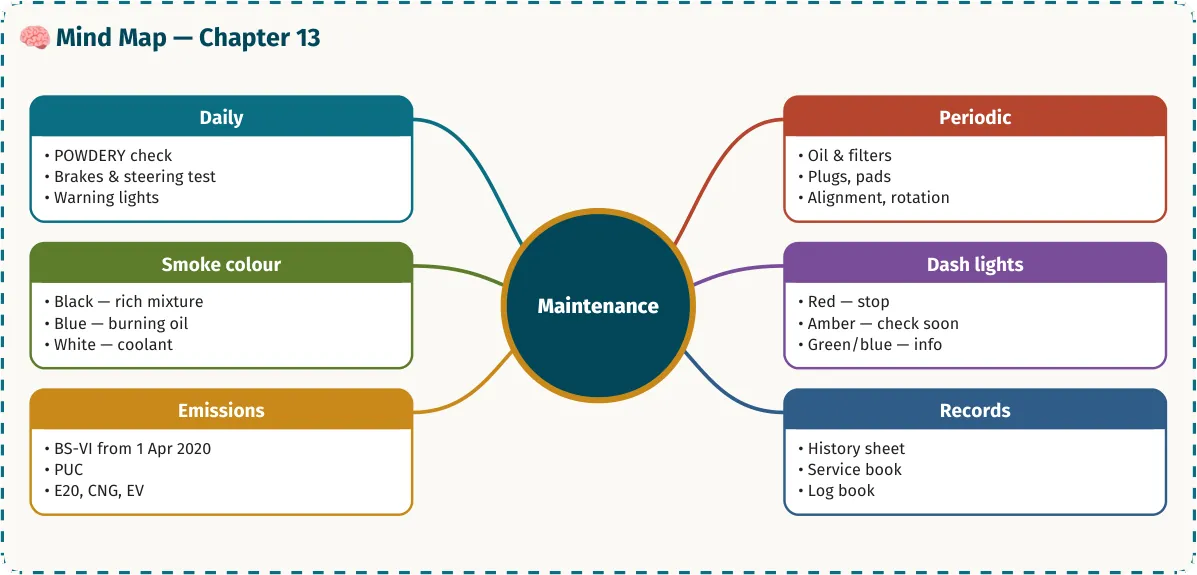 🧠 Mind Map — Chapter 13
Daily
• POWDERY check
• Brakes & steering test
• Warning lights
Smoke colour
• Black — rich mixture
• Blue — burning oil
• White — coolant
Emissions
• BS-VI from 1 Apr 2020
• PUC
• E20, CNG, EV
Maintenance
Periodic
• Oil & filters
• Plugs, pads
• Alignment, rotation
Dash lights
• Red — stop
• Amber — check soon
• Green/blue — info
Records
• History sheet
• Service book
• Log book